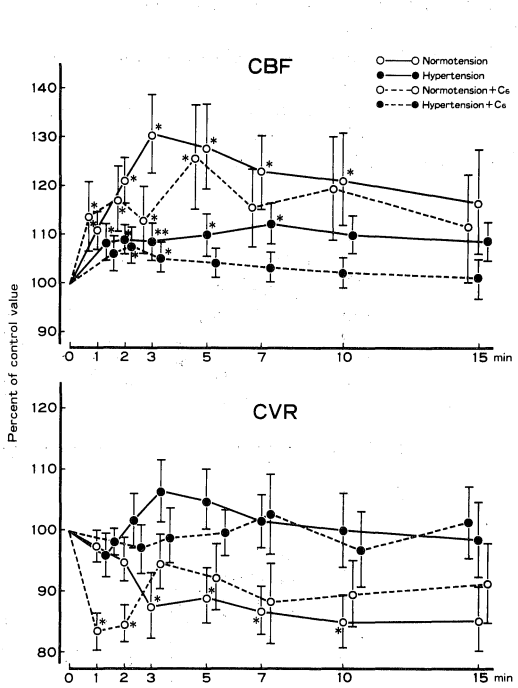 CBF
Normotension
Hypertension
Normotension+C6
Hypertension+C6
Percent of control value
140
130
120
110
100
90
0 1 2 3 5 7 10 15 min
* * * * * * * * * * * ** * * * *
CVR
120
110
100
90
80
0 1 2 3 5 7 10 15 min
* * * * * *